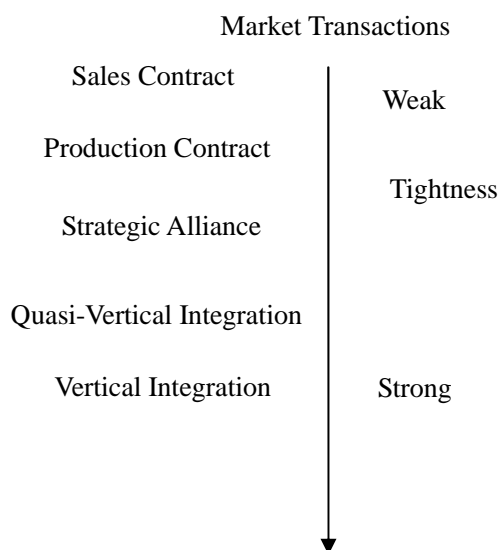 Market Transactions
Sales Contract
Weak
Production Contract
Tightness
Strategic Alliance
Quasi-Vertical Integration
Vertical Integration
Strong